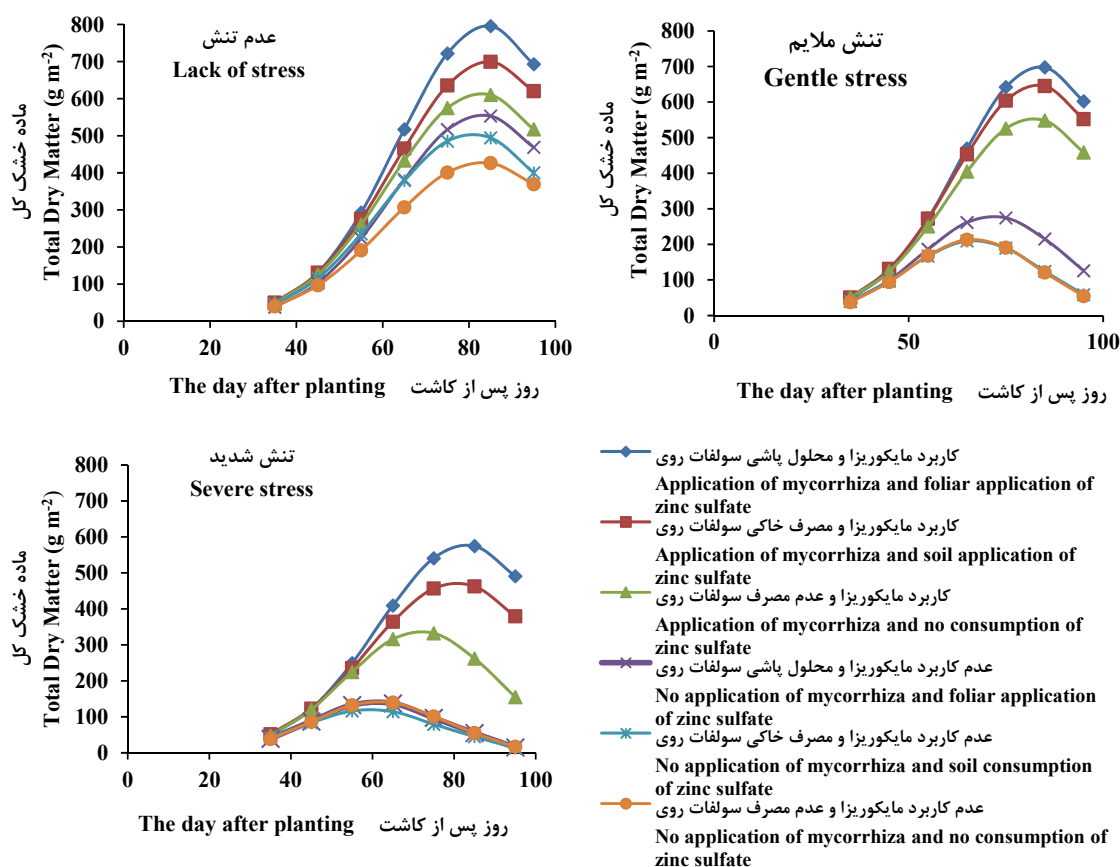 عدم تنش
Lack of stress
ماده خشک کل
Total Dry Matter (g m-2)
800
700
600
500
400
300
200
100
0
0 20 40 60 80 100
The day after planting روز پس از کاشت
تنش ملایم
Gentle stress
ماده خشک کل
Total Dry Matter (g m-2)
800
700
600
500
400
300
200
100
0
0 50 100
The day after planting روز پس از کاشت
تنش شدید
Severe stress
ماده خشک کل
Total Dry Matter (g m-2)
800
700
600
500
400
300
200
100
0
0 20 40 60 80 100
The day after planting روز پس از کاشت
کاربرد مایکوریزا و محلول پاشی سولفات روی
Application of mycorrhiza and foliar application of
zinc sulfate
کاربرد مایکوریزا و مصرف خاکی سولفات روی
Application of mycorrhiza and soil application of
zinc sulfate
کاربرد مایکوریزا و عدم مصرف سولفات روی
Application of mycorrhiza and no consumption of
zinc sulfate
عدم کاربرد مایکوریزا و محلول پاشی سولفات روی
No application of mycorrhiza and foliar application
of zinc sulfate
عدم کاربرد مایکوریزا و مصرف خاکی سولفات روی
No application of mycorrhiza and soil consumption
of zinc sulfate
عدم کاربرد مایکوریزا و عدم مصرف سولفات روی
No application of mycorrhiza and no consumption of
zinc sulfate